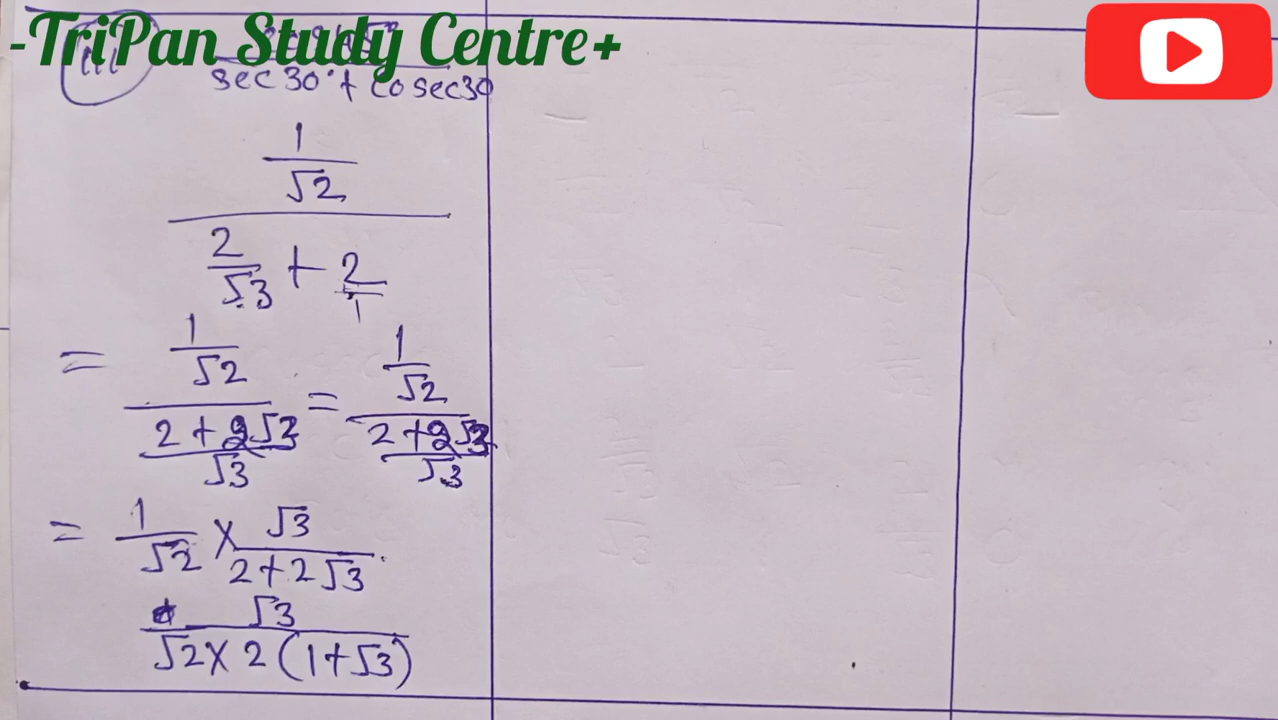 -TriPan Study Centre+
(iii)
sec 30° + cosec 30
1
√2
2/√3 + 2/1
= 1/√2 = 1/√2
2 + 2√3 2 + 2√3
√3 √3
= 1/√2 × √3/(2 + 2√3)
√3
√2 × 2 (1 + √3)